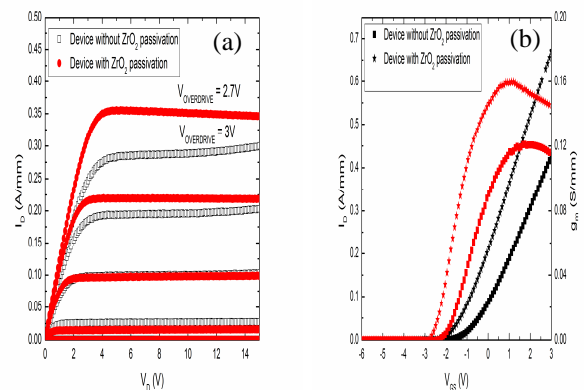 (a)
Device without ZrO2 passivation
Device with ZrO2 passivation
VOVERDRIVE = 2.7V
VOVERDRIVE = 3V
ID (A/mm)
0.50
0.45
0.40
0.35
0.30
0.25
0.20
0.15
0.10
0.05
0.00
0 2 4 6 8 10 12 14
VD (V)
(b)
Device without ZrO2 passivation
Device with ZrO2 passivation
ID (A/mm)
0.7
0.6
0.5
0.4
0.3
0.2
0.1
0.0
-6 -5 -4 -3 -2 -1 0 1 2 3
VGS (V)
0.20
0.16
0.12
0.08
0.04
0.00
gm (S/mm)